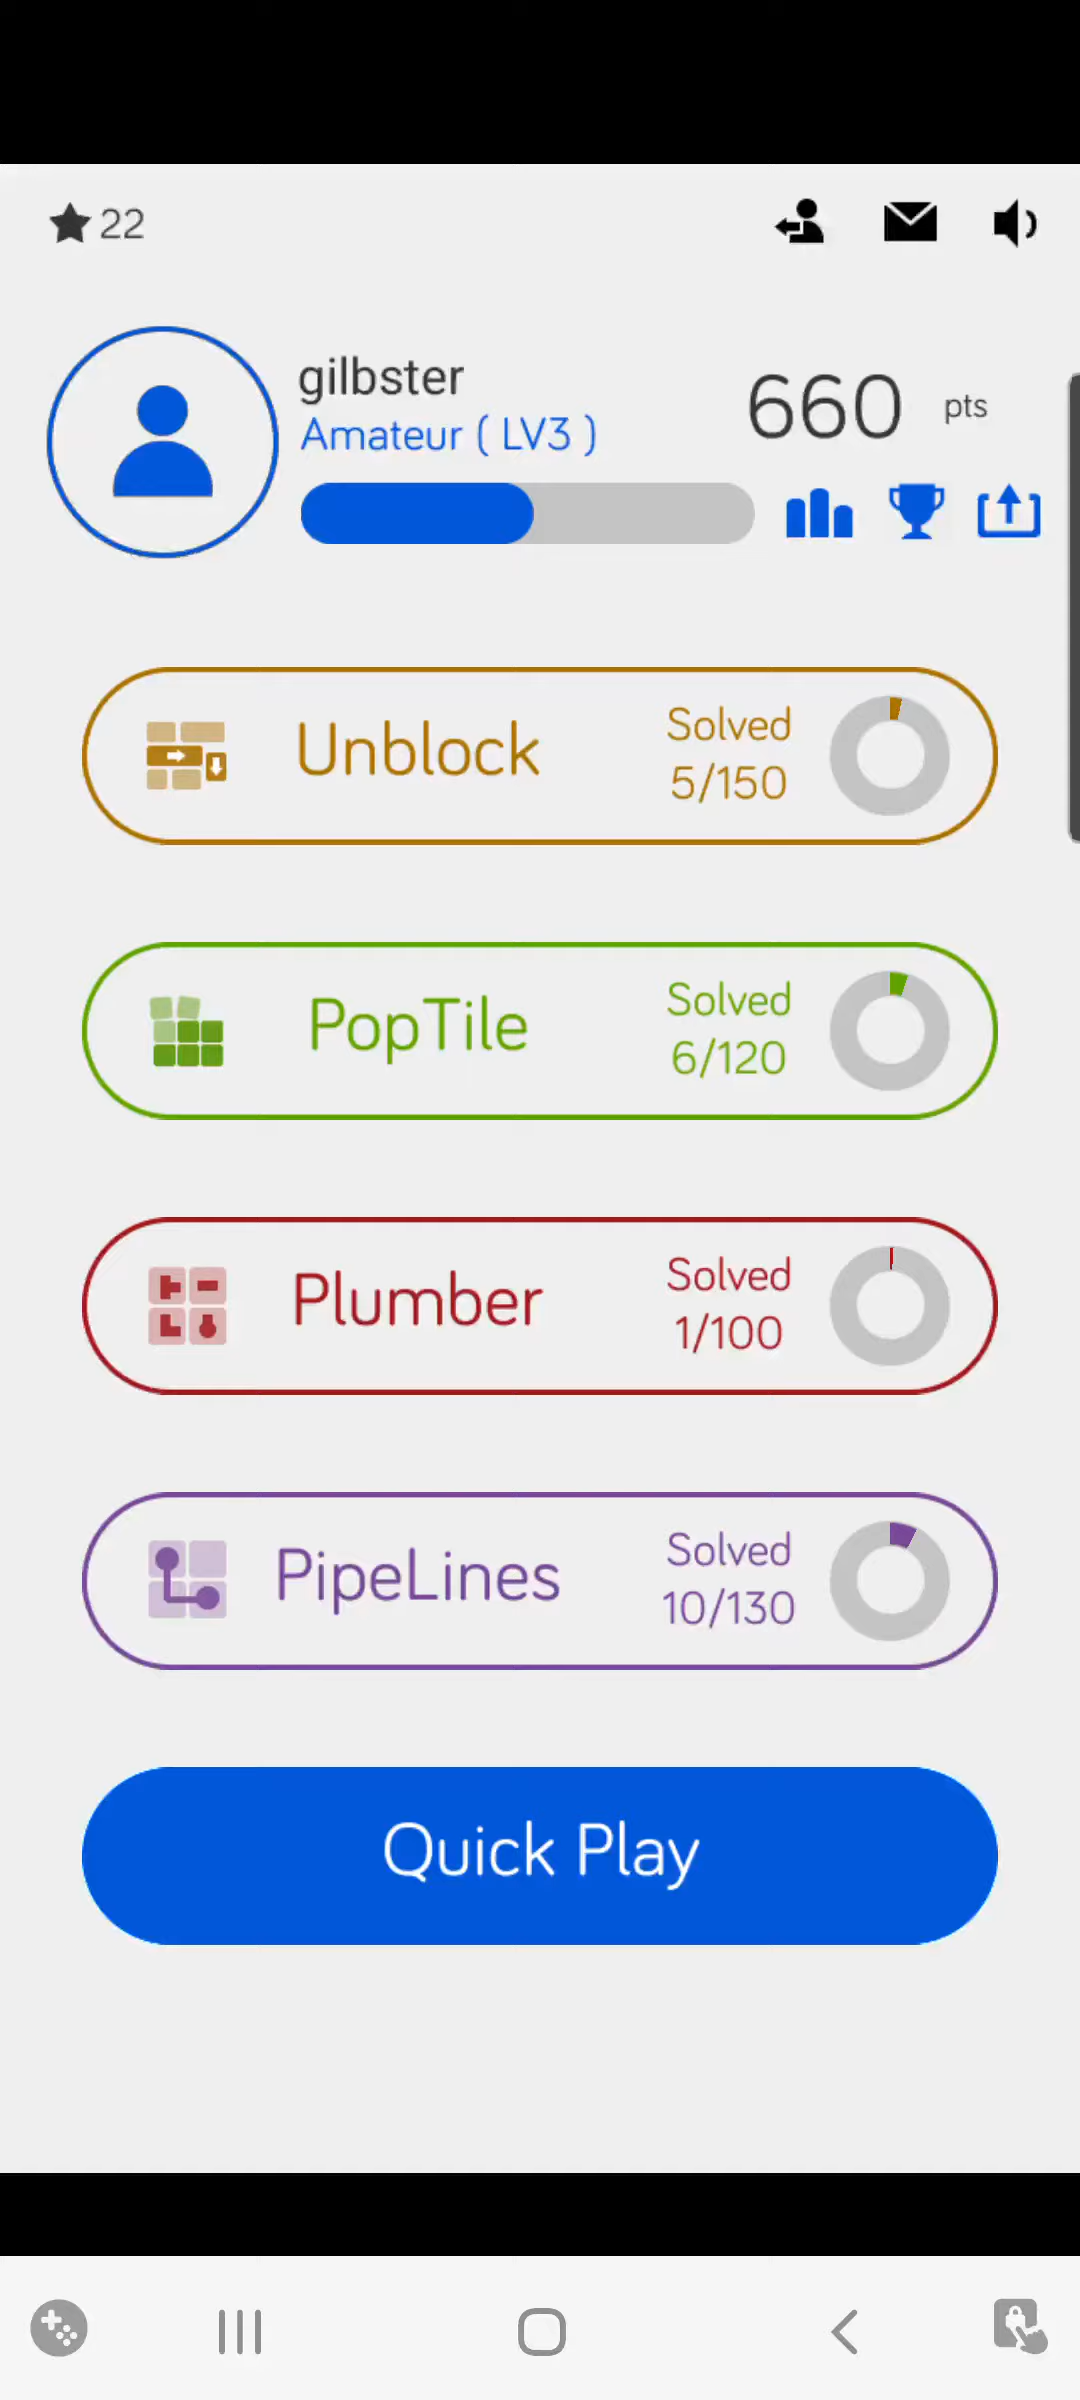 22
gilbster
Amateur ( LV3 )
660 pts
Unblock
Solved
5/150
PopTile
Solved
6/120
Plumber
Solved
1/100
PipeLines
Solved
10/130
Quick Play